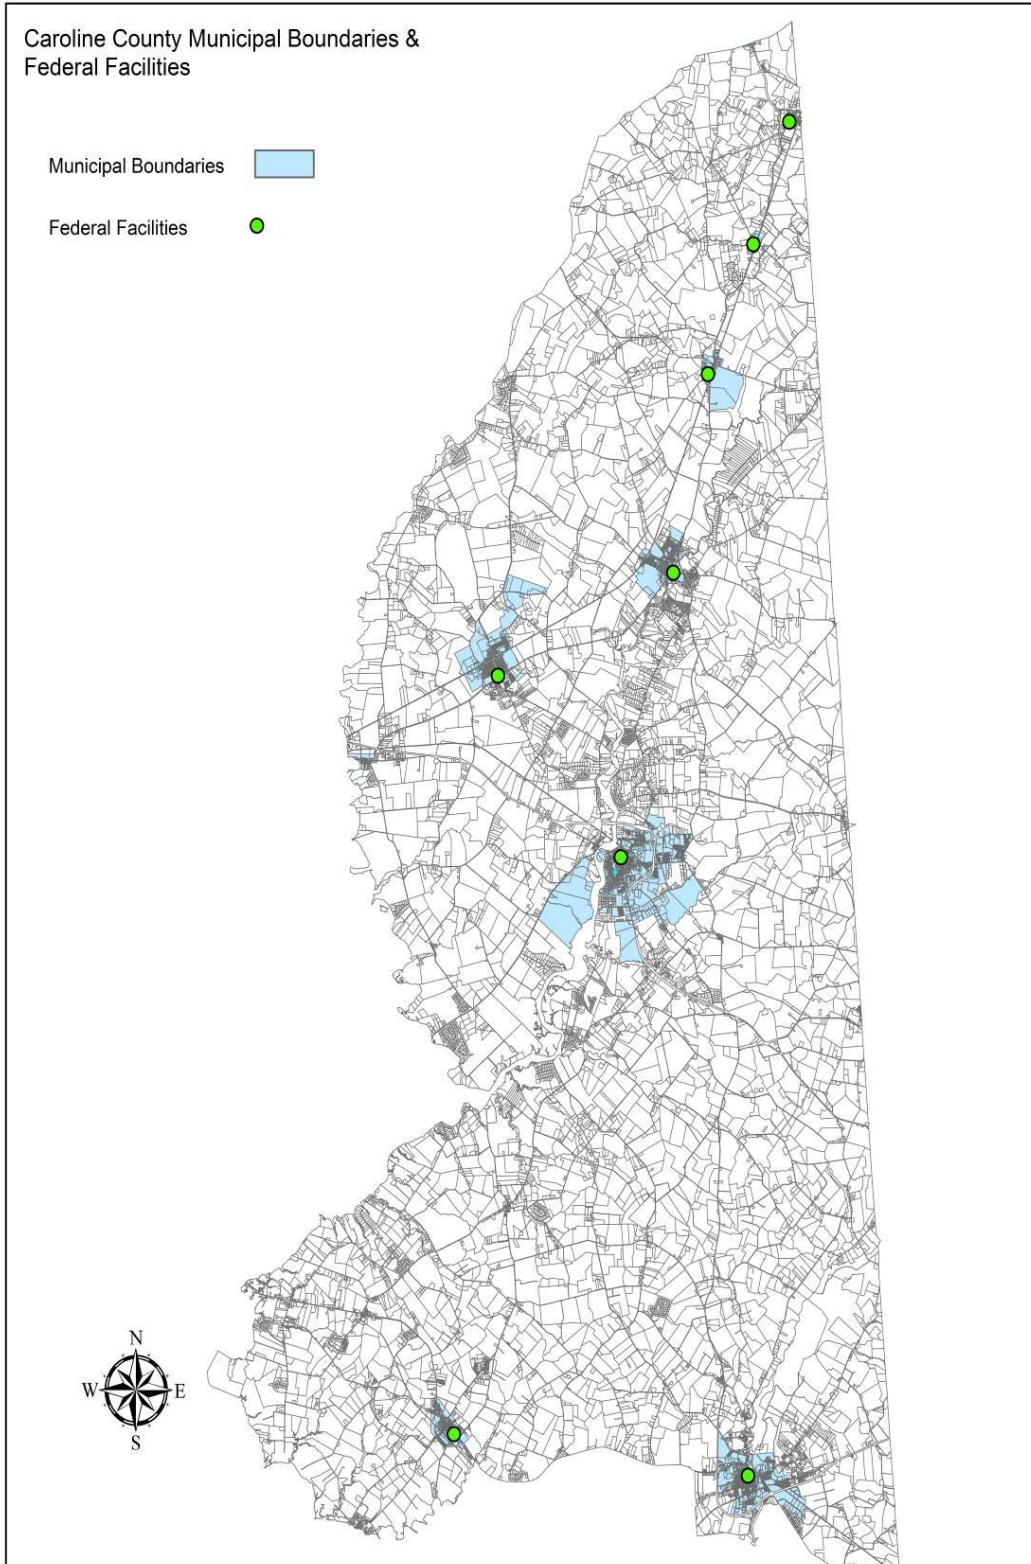 Caroline County Municipal Boundaries &
Federal Facilities
Municipal Boundaries
Federal Facilities
N
W E
S